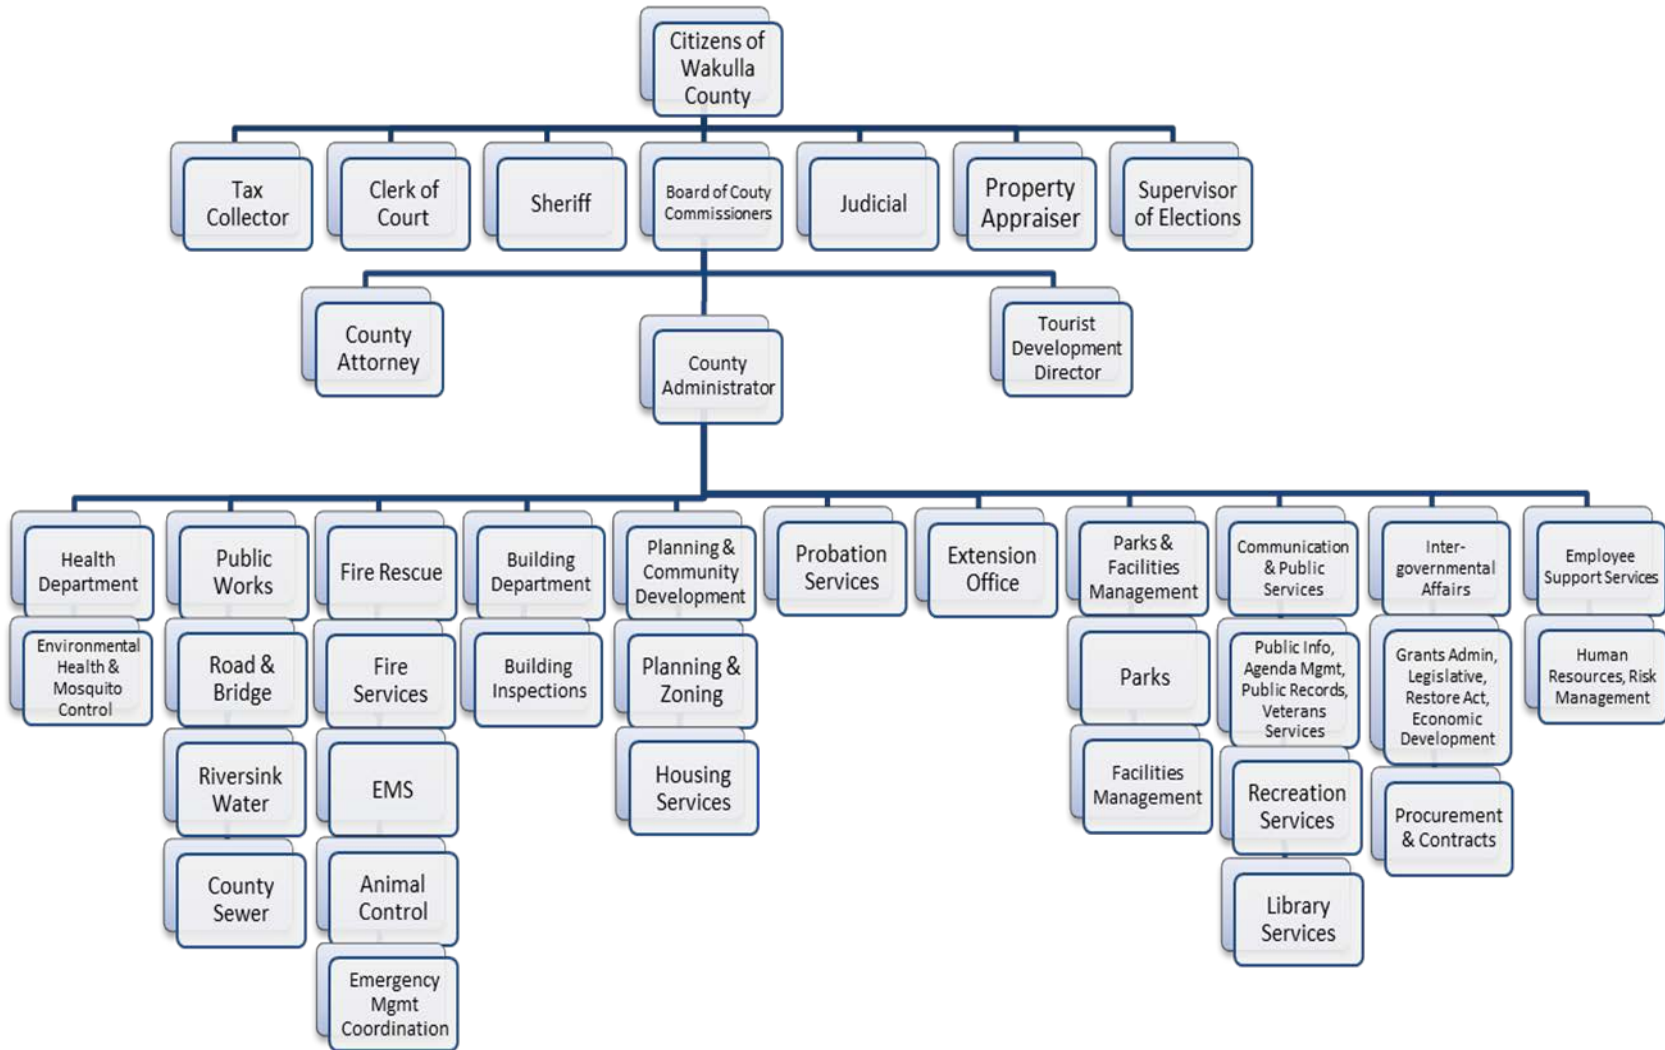 Citizens of
Wakulla
County
Tax
Collector
Clerk of
Court
Sheriff
Board of Couty
Commissioners
Judicial
Property
Appraiser
Supervisor
of Elections
County
Attorney
County
Administrator
Tourist
Development
Director
Health
Department
Public
Works
Fire Rescue
Building
Department
Planning &
Community
Development
Probation
Services
Extension
Office
Parks &
Facilities
Management
Communication
& Public
Services
Inter-
governmental
Affairs
Employee
Support Services
Environmental
Health &
Mosquito
Control
Road &
Bridge
Fire
Services
Building
Inspections
Planning &
Zoning
Parks
Public Info,
Agenda Mgmt,
Public Records,
Veterans
Services
Grants Admin,
Legislative,
Restore Act,
Economic
Development
Human
Resources, Risk
Management
Riversink
Water
EMS
Housing
Services
Facilities
Management
Recreation
Services
Procurement
& Contracts
County
Sewer
Animal
Control
Library
Services
Emergency
Mgmt
Coordination